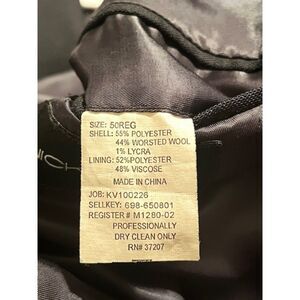 SIZE: 50REG
SHELL: 55% POLYESTER
44% WORSTED WOOL
1% LYCRA
LINING: 52%POLYESTER
48% VISCOSE
MADE IN CHINA
JOB: KV100226
SELLKEY: 698-650801
REGISTER # M1280-02
PROFESSIONALLY
DRY CLEAN ONLY
RN# 37207